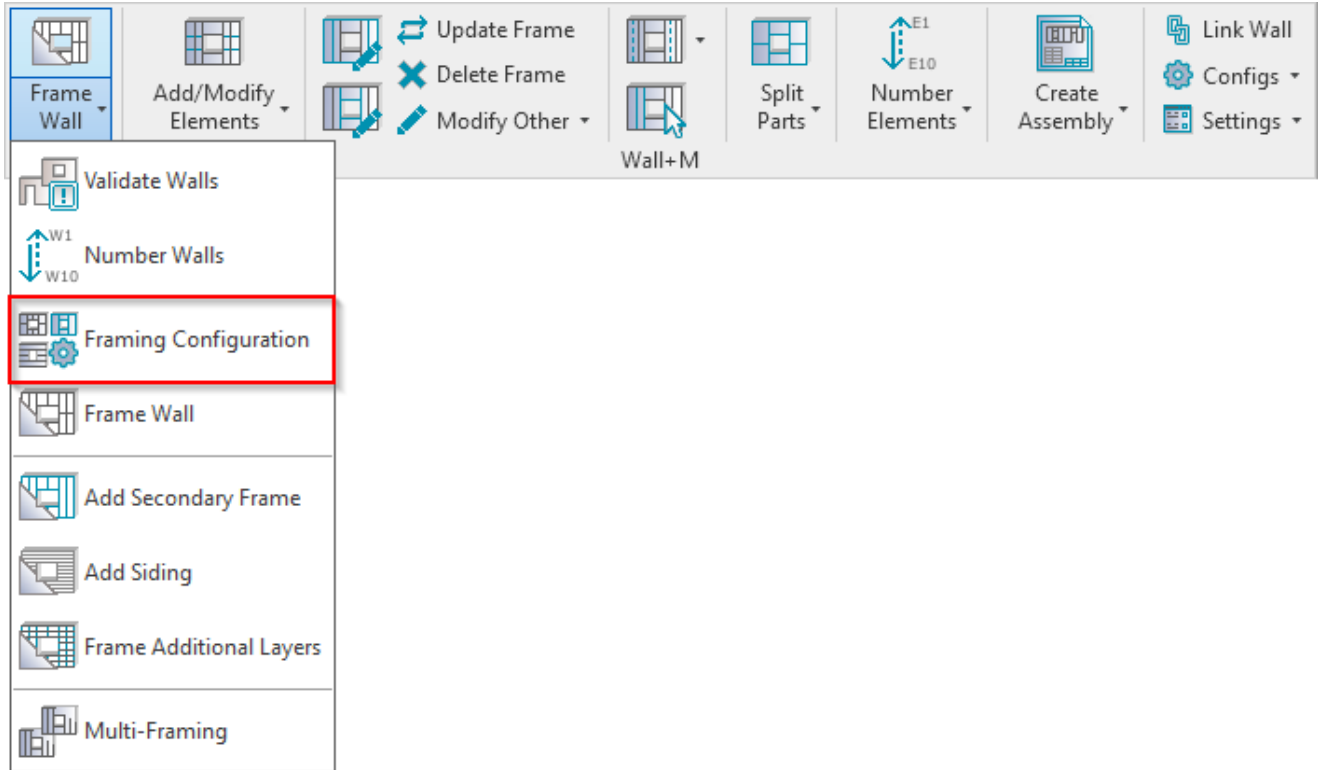 Frame
Wall
Add/Modify
Elements
Update Frame
Delete Frame
Modify Other
Wall+M
Split
Parts
E1
E10
Number
Elements
Create
Assembly
Link Wall
Configs
Settings
Validate Walls
W1
W10
Number Walls
Framing Configuration
Frame Wall
Add Secondary Frame
Add Siding
Frame Additional Layers
Multi-Framing